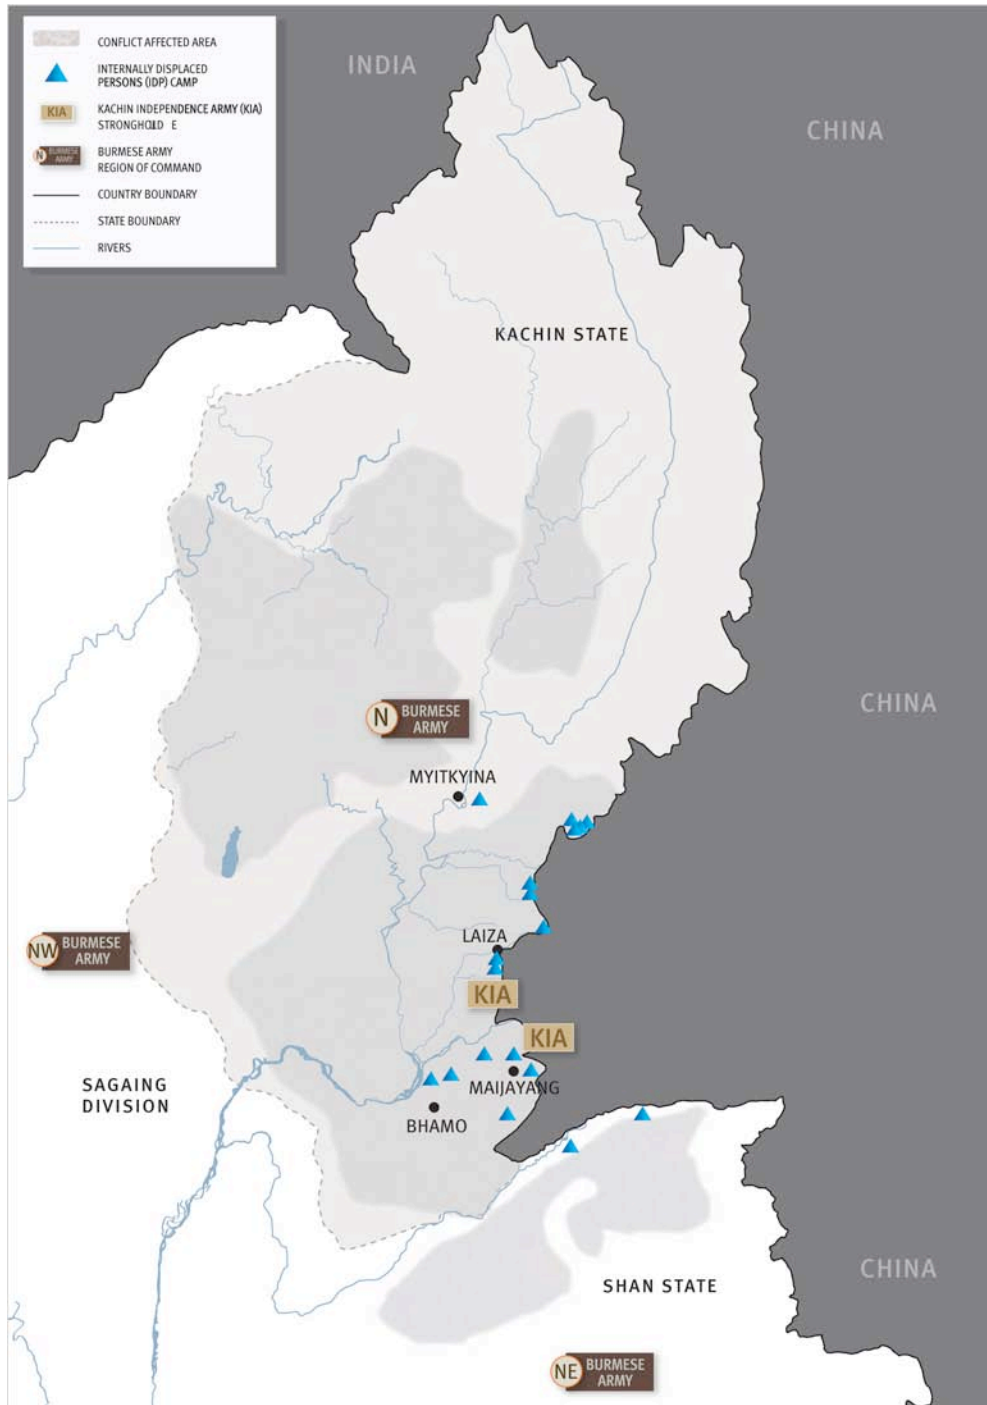 CONFLICT AFFECTED AREA
INTERNALLY DISPLACED
PERSONS (IDP) CAMP
KIA
KACHIN INDEPENDENCE ARMY (KIA)
N
BURMESE
ARMY
BURMESE ARMY
REGION OF COMMAND
COUNTRY BOUNDARY
STATE BOUNDARY
RIVERS
INDIA
CHINA
KACHIN STATE
CHINA
N
BURMESE
ARMY
MYITKYINA
NW
BURMESE
ARMY
LAIZA
KIA
KIA
SAGAING
DIVISION
MAIJAYANG
BHAMO
CHINA
SHAN STATE
NE
BURMESE
ARMY